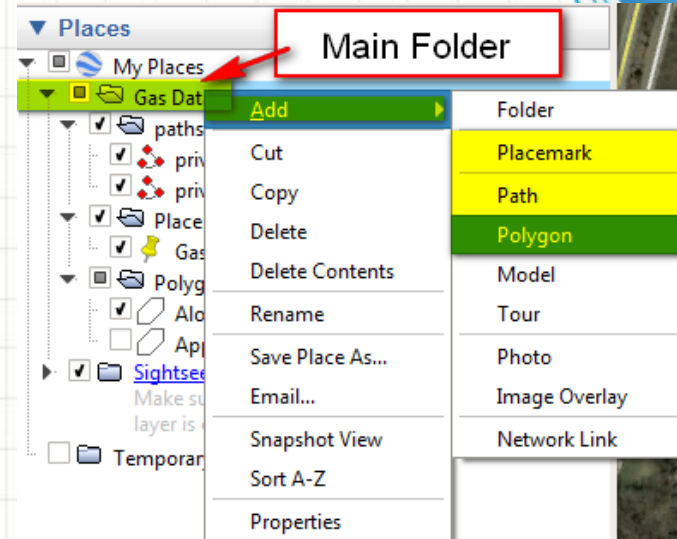 Places
Main Folder
My Places
Gas Dat
paths
priv
priv
Place
Gas
Polyg
Alo
App
Sightsee
Make su
layer is
Temporar
Add
Cut
Copy
Delete
Delete Contents
Rename
Save Place As...
Email...
Snapshot View
Sort A-Z
Properties
Folder
Placemark
Path
Polygon
Model
Tour
Photo
Image Overlay
Network Link